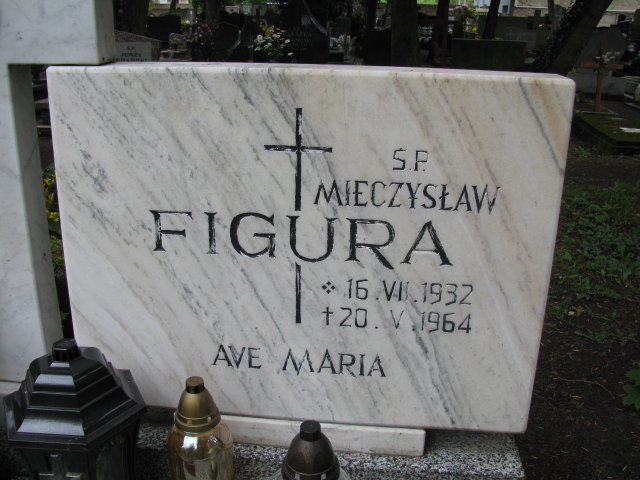 Ś.P.
MIECZYSŁAW
FIGURA
* 16. VII. 1932
† 20. V. 1964
AVE MARIA